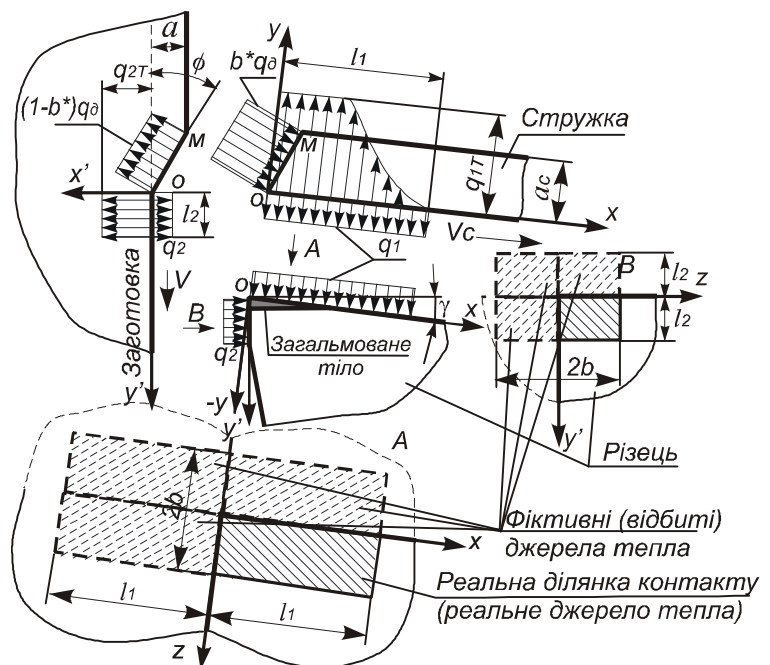 a
q2T
ϕ
(1-b*)qд
M
x'
o
l2
q2
V
Заготовка
y'
y
b*qд
l1
M
Стружка
q1T
ac
o
x
Vc
q1
A
o
B
γ
x
q2
Загальмоване
тіло
-y
y'
B
l2
z
l2
2b
y'
Різець
A
2b
x
Фіктивні (відбиті)
джерела тепла
Реальна ділянка контакту
(реальне джерело тепла)
l1
l1
z